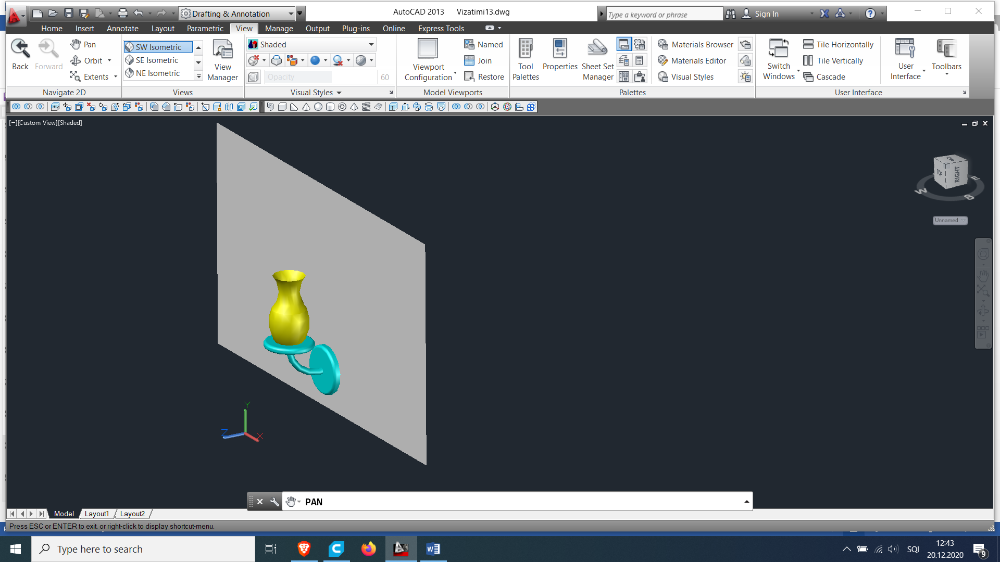 AutoCAD 2013 Vizatimi13.dwg
Drafting & Annotation
Type a keyword or phrase
Sign In
Home Insert Annotate Layout Parametric View Manage Output Plug-ins Online Express Tools
Back
Forward
Pan
Orbit
Extents
Navigate 2D
SW Isometric
SE Isometric
NE Isometric
View
Manager
Views
Shaded
Opacity 60
Visual Styles
Viewport
Configuration
Named
Join
Restore
Model Viewports
Tool
Palettes
Properties
Sheet Set
Manager
Materials Browser
Materials Editor
Visual Styles
Palettes
Switch
Windows
Tile Horizontally
Tile Vertically
Cascade
User
Interface
Toolbars
User Interface
[−][Custom View][Shaded]
TOP
RIGHT
W
S
E
Unnamed
Y
Z
X
PAN
Model Layout1 Layout2
Press ESC or ENTER to exit, or right-click to display shortcut-menu.
Type here to search
SQI
12:43
20.12.2020
9